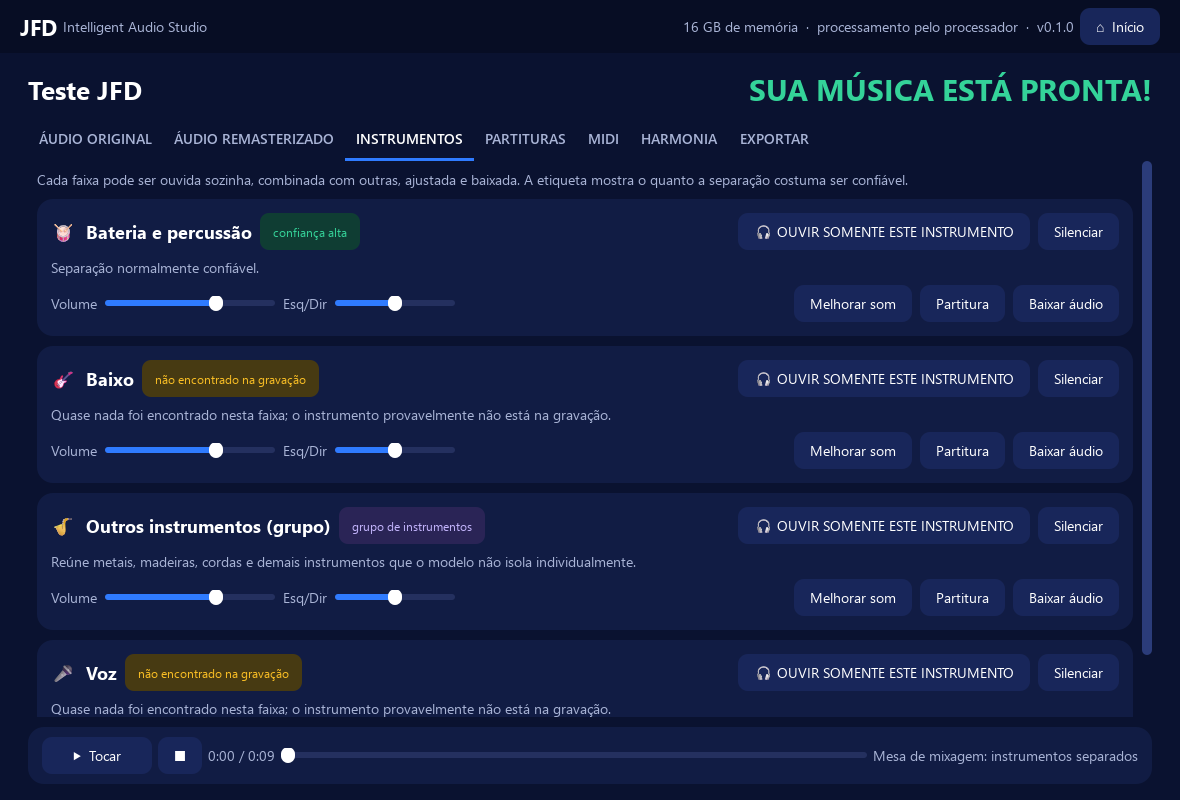 JFD Intelligent Audio Studio
16 GB de memória · processamento pelo processador · v0.1.0
Início
Teste JFD
SUA MÚSICA ESTÁ PRONTA!
ÁUDIO ORIGINAL ÁUDIO REMASTERIZADO INSTRUMENTOS PARTITURAS MIDI HARMONIA EXPORTAR
Cada faixa pode ser ouvida sozinha, combinada com outras, ajustada e baixada. A etiqueta mostra o quanto a separação costuma ser confiável.
Bateria e percussão confiança alta OUVIR SOMENTE ESTE INSTRUMENTO Silenciar
Separação normalmente confiável.
Volume Esq/Dir Melhorar som Partitura Baixar áudio
Baixo não encontrado na gravação OUVIR SOMENTE ESTE INSTRUMENTO Silenciar
Quase nada foi encontrado nesta faixa; o instrumento provavelmente não está na gravação.
Volume Esq/Dir Melhorar som Partitura Baixar áudio
Outros instrumentos (grupo) grupo de instrumentos OUVIR SOMENTE ESTE INSTRUMENTO Silenciar
Reúne metais, madeiras, cordas e demais instrumentos que o modelo não isola individualmente.
Volume Esq/Dir Melhorar som Partitura Baixar áudio
Voz não encontrado na gravação OUVIR SOMENTE ESTE INSTRUMENTO Silenciar
Quase nada foi encontrado nesta faixa; o instrumento provavelmente não está na gravação.
Tocar 0:00 / 0:09 Mesa de mixagem: instrumentos separados